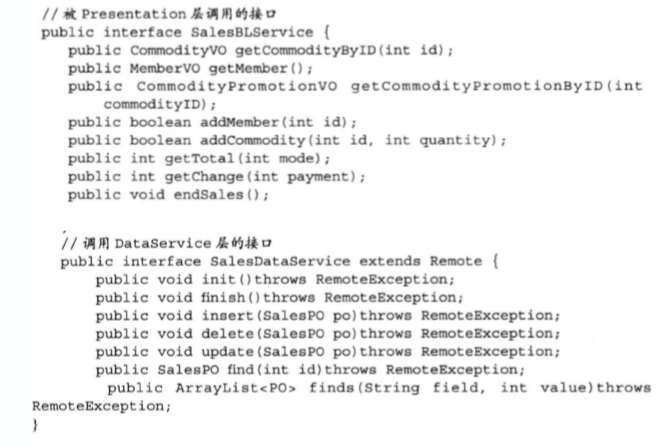 // 被 Presentation 层调用的接口
public interface SalesBLService {
public CommodityVO getCommodityByID(int id);
public MemberVO getMember();
public CommodityPromotionVO getCommodityPromotionByID(int
commodityID);
public boolean addMember(int id);
public boolean addCommodity(int id, int quantity);
public int getTotal(int mode);
public int getChange(int payment);
public void endSales();
// 调用 DataService 层的接口
public interface SalesDataService extends Remote {
public void init()throws RemoteException;
public void finish()throws RemoteException;
public void insert(SalesPO po)throws RemoteException;
public void delete(SalesPO po)throws RemoteException;
public void update(SalesPO po)throws RemoteException;
public SalesPO find(int id)throws RemoteException;
public ArrayList<PO> finds(String field, int value)throws
RemoteException;
}